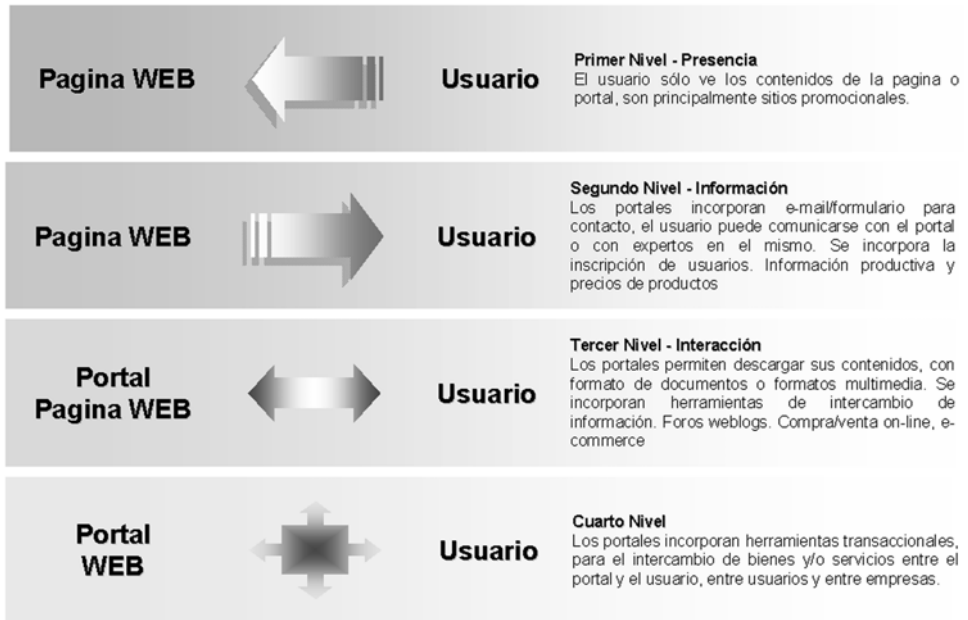 Pagina WEB
Usuario
Primer Nivel - Presencia
El usuario sólo ve los contenidos de la pagina o
portal, son principalmente sitios promocionales.
Pagina WEB
Usuario
Segundo Nivel - Información
Los portales incorporan e-mail/formulario para
contacto, el usuario puede comunicarse con el portal
o con expertos en el mismo. Se incorpora la
inscripción de usuarios. Información productiva y
precios de productos
Portal
Pagina WEB
Usuario
Tercer Nivel - Interacción
Los portales permiten descargar sus contenidos, con
formato de documentos o formatos multimedia. Se
incorporan herramientas de intercambio de
información. Foros weblogs. Compra/venta on-line, e-
commerce
Portal
WEB
Usuario
Cuarto Nivel
Los portales incorporan herramientas transaccionales,
para el intercambio de bienes y/o servicios entre el
portal y el usuario, entre usuarios y entre empresas.